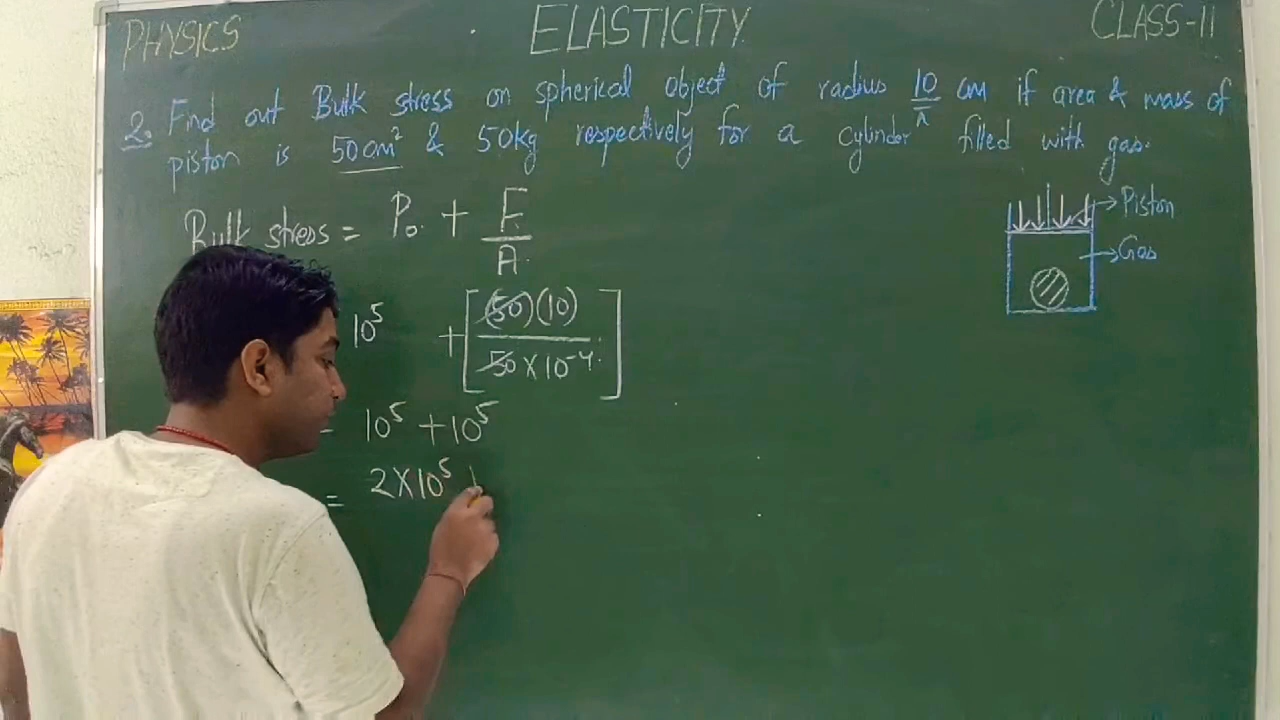 PHYSICS ELASTICITY CLASS-11
Q. Find out Bulk stress on spherical object of radius 10/π cm if area & mass of
piston is 50cm² & 50kg respectively for a cylinder filled with gas.
Bulk stress = P₀ + F/A
10⁵ + [(50)(10) / 50 × 10⁻⁴]
= 10⁵ + 10⁵
= 2×10⁵
Piston
Gas